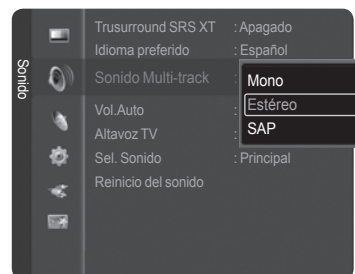 Sonido
Trusurround SRS XT : Apagado
Idioma preferido : Español
Sonido Multi-track :
Mono
Estéreo
SAP
Vol.Auto :
Altavoz TV :
Sel. Sonido : Principal
Reinicio del sonido